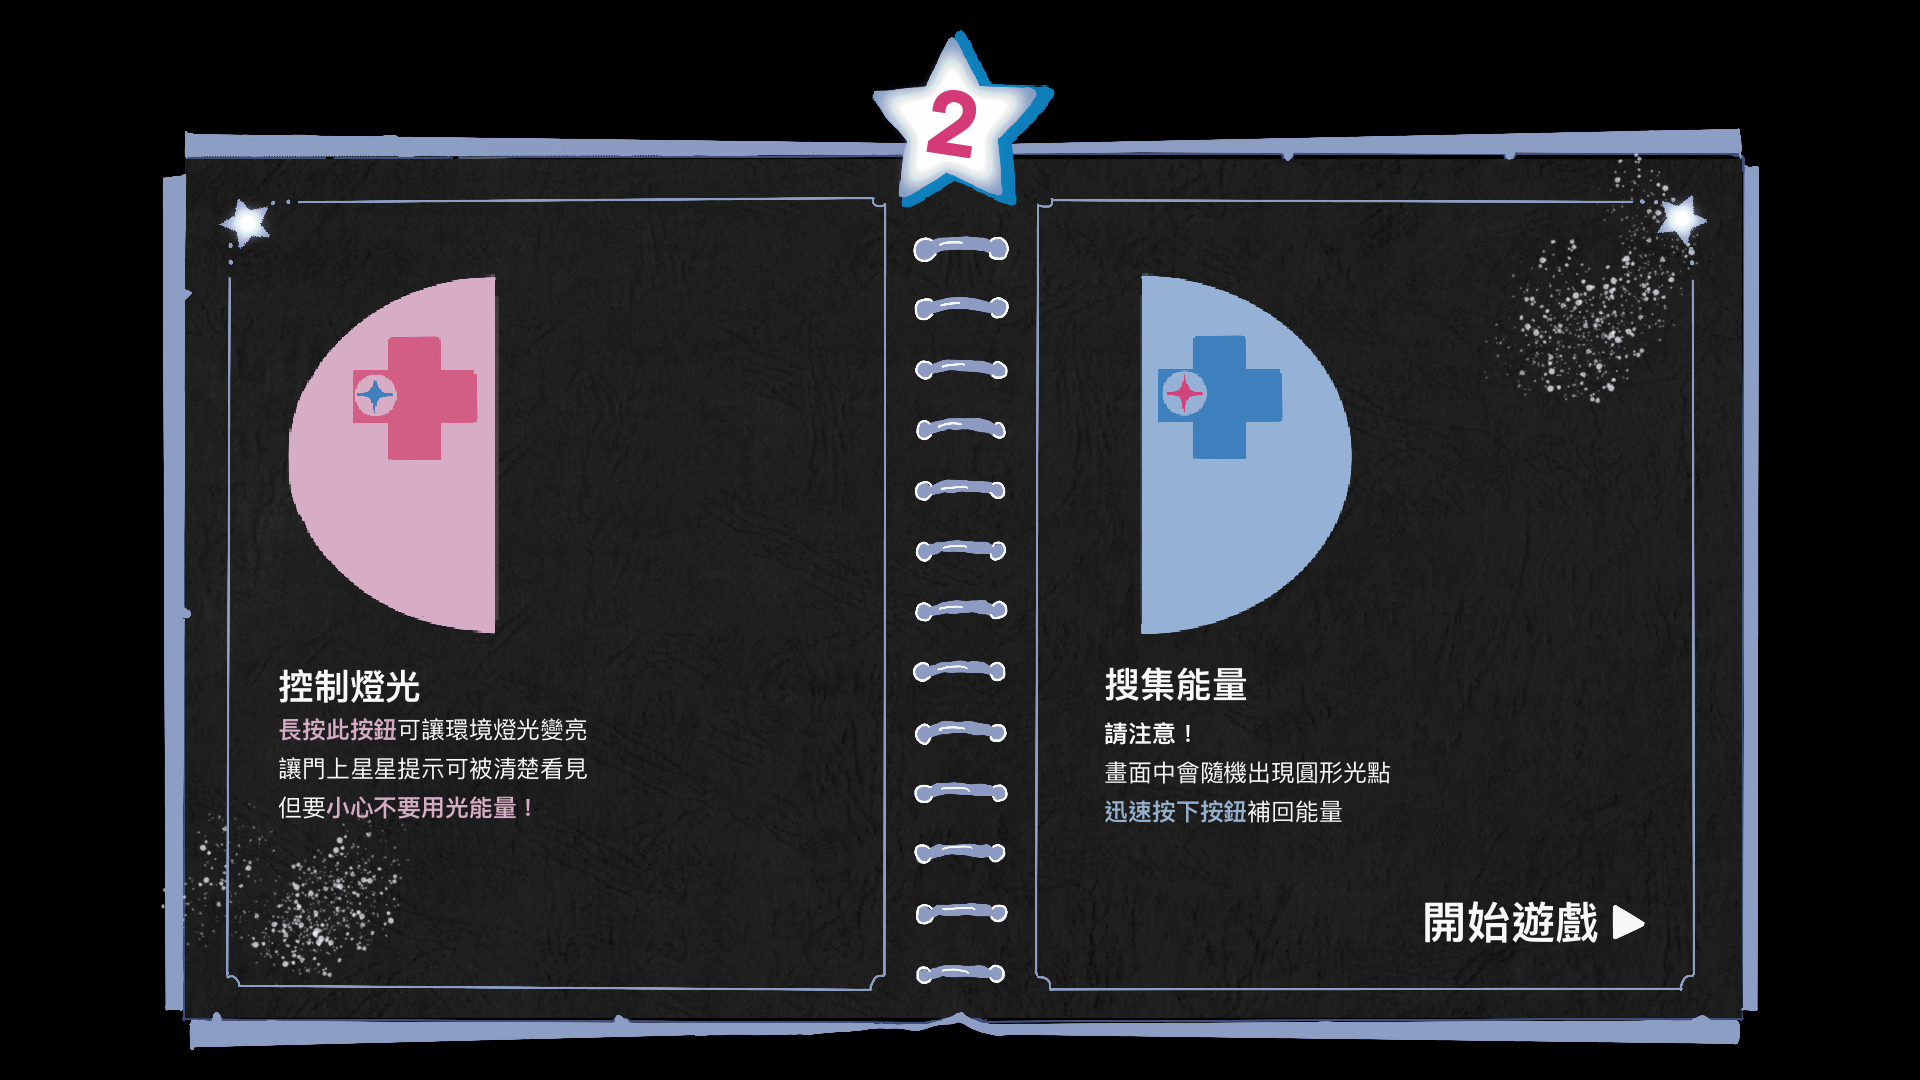 2
控制燈光
長按此按鈕可讓環境燈光變亮
讓門上星星提示可被清楚看見
但要小心不要用光能量！
搜集能量
請注意！
畫面中會隨機出現圓形光點
迅速按下按鈕補回能量
開始遊戲